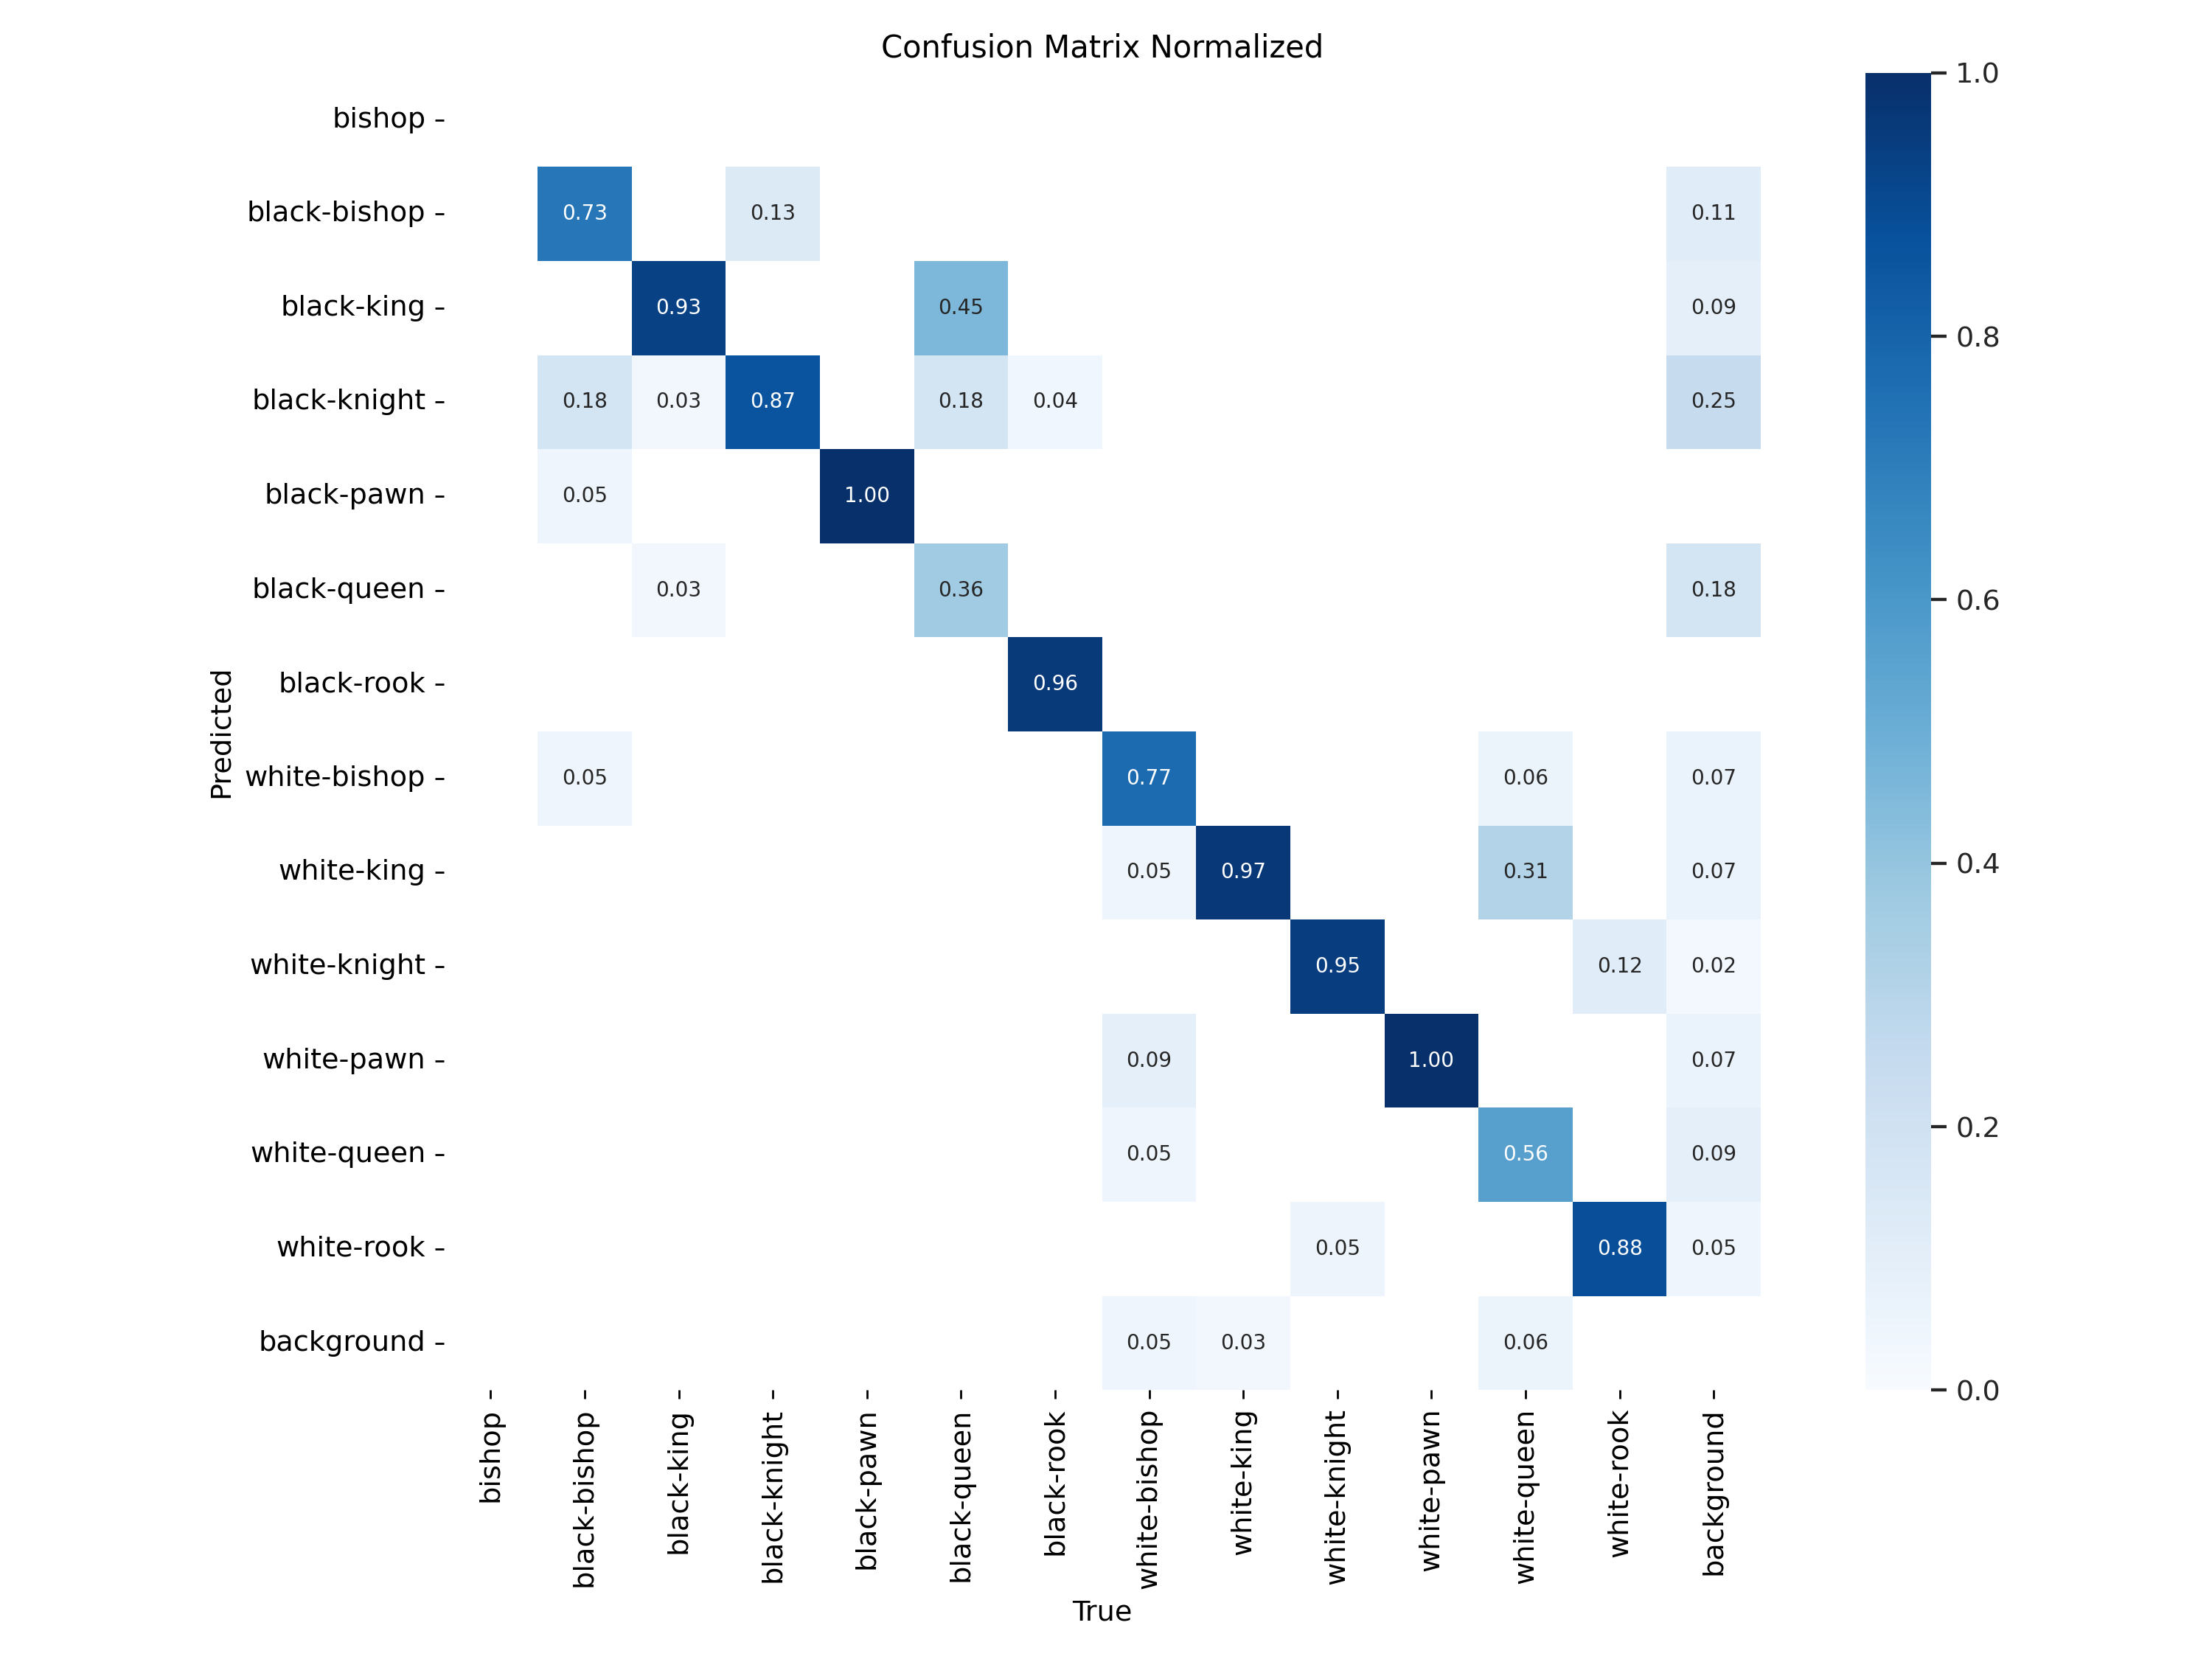 Confusion Matrix Normalized
1.0
bishop
black-bishop 0.73 0.13 0.11
black-king 0.93 0.45 0.09
0.8
black-knight 0.18 0.03 0.87 0.18 0.04 0.25
black-pawn 0.05 1.00
black-queen 0.03 0.36 0.18
0.6
black-rook 0.96
Predicted
white-bishop 0.05 0.77 0.06 0.07
white-king 0.05 0.97 0.31 0.07
0.4
white-knight 0.95 0.12 0.02
white-pawn 0.09 1.00 0.07
white-queen 0.05 0.56 0.09
0.2
white-rook 0.05 0.88 0.05
background 0.05 0.03 0.06
0.0
bishop
black-bishop
black-king
black-knight
black-pawn
black-queen
black-rook
white-bishop
white-king
white-knight
white-pawn
white-queen
white-rook
background
True